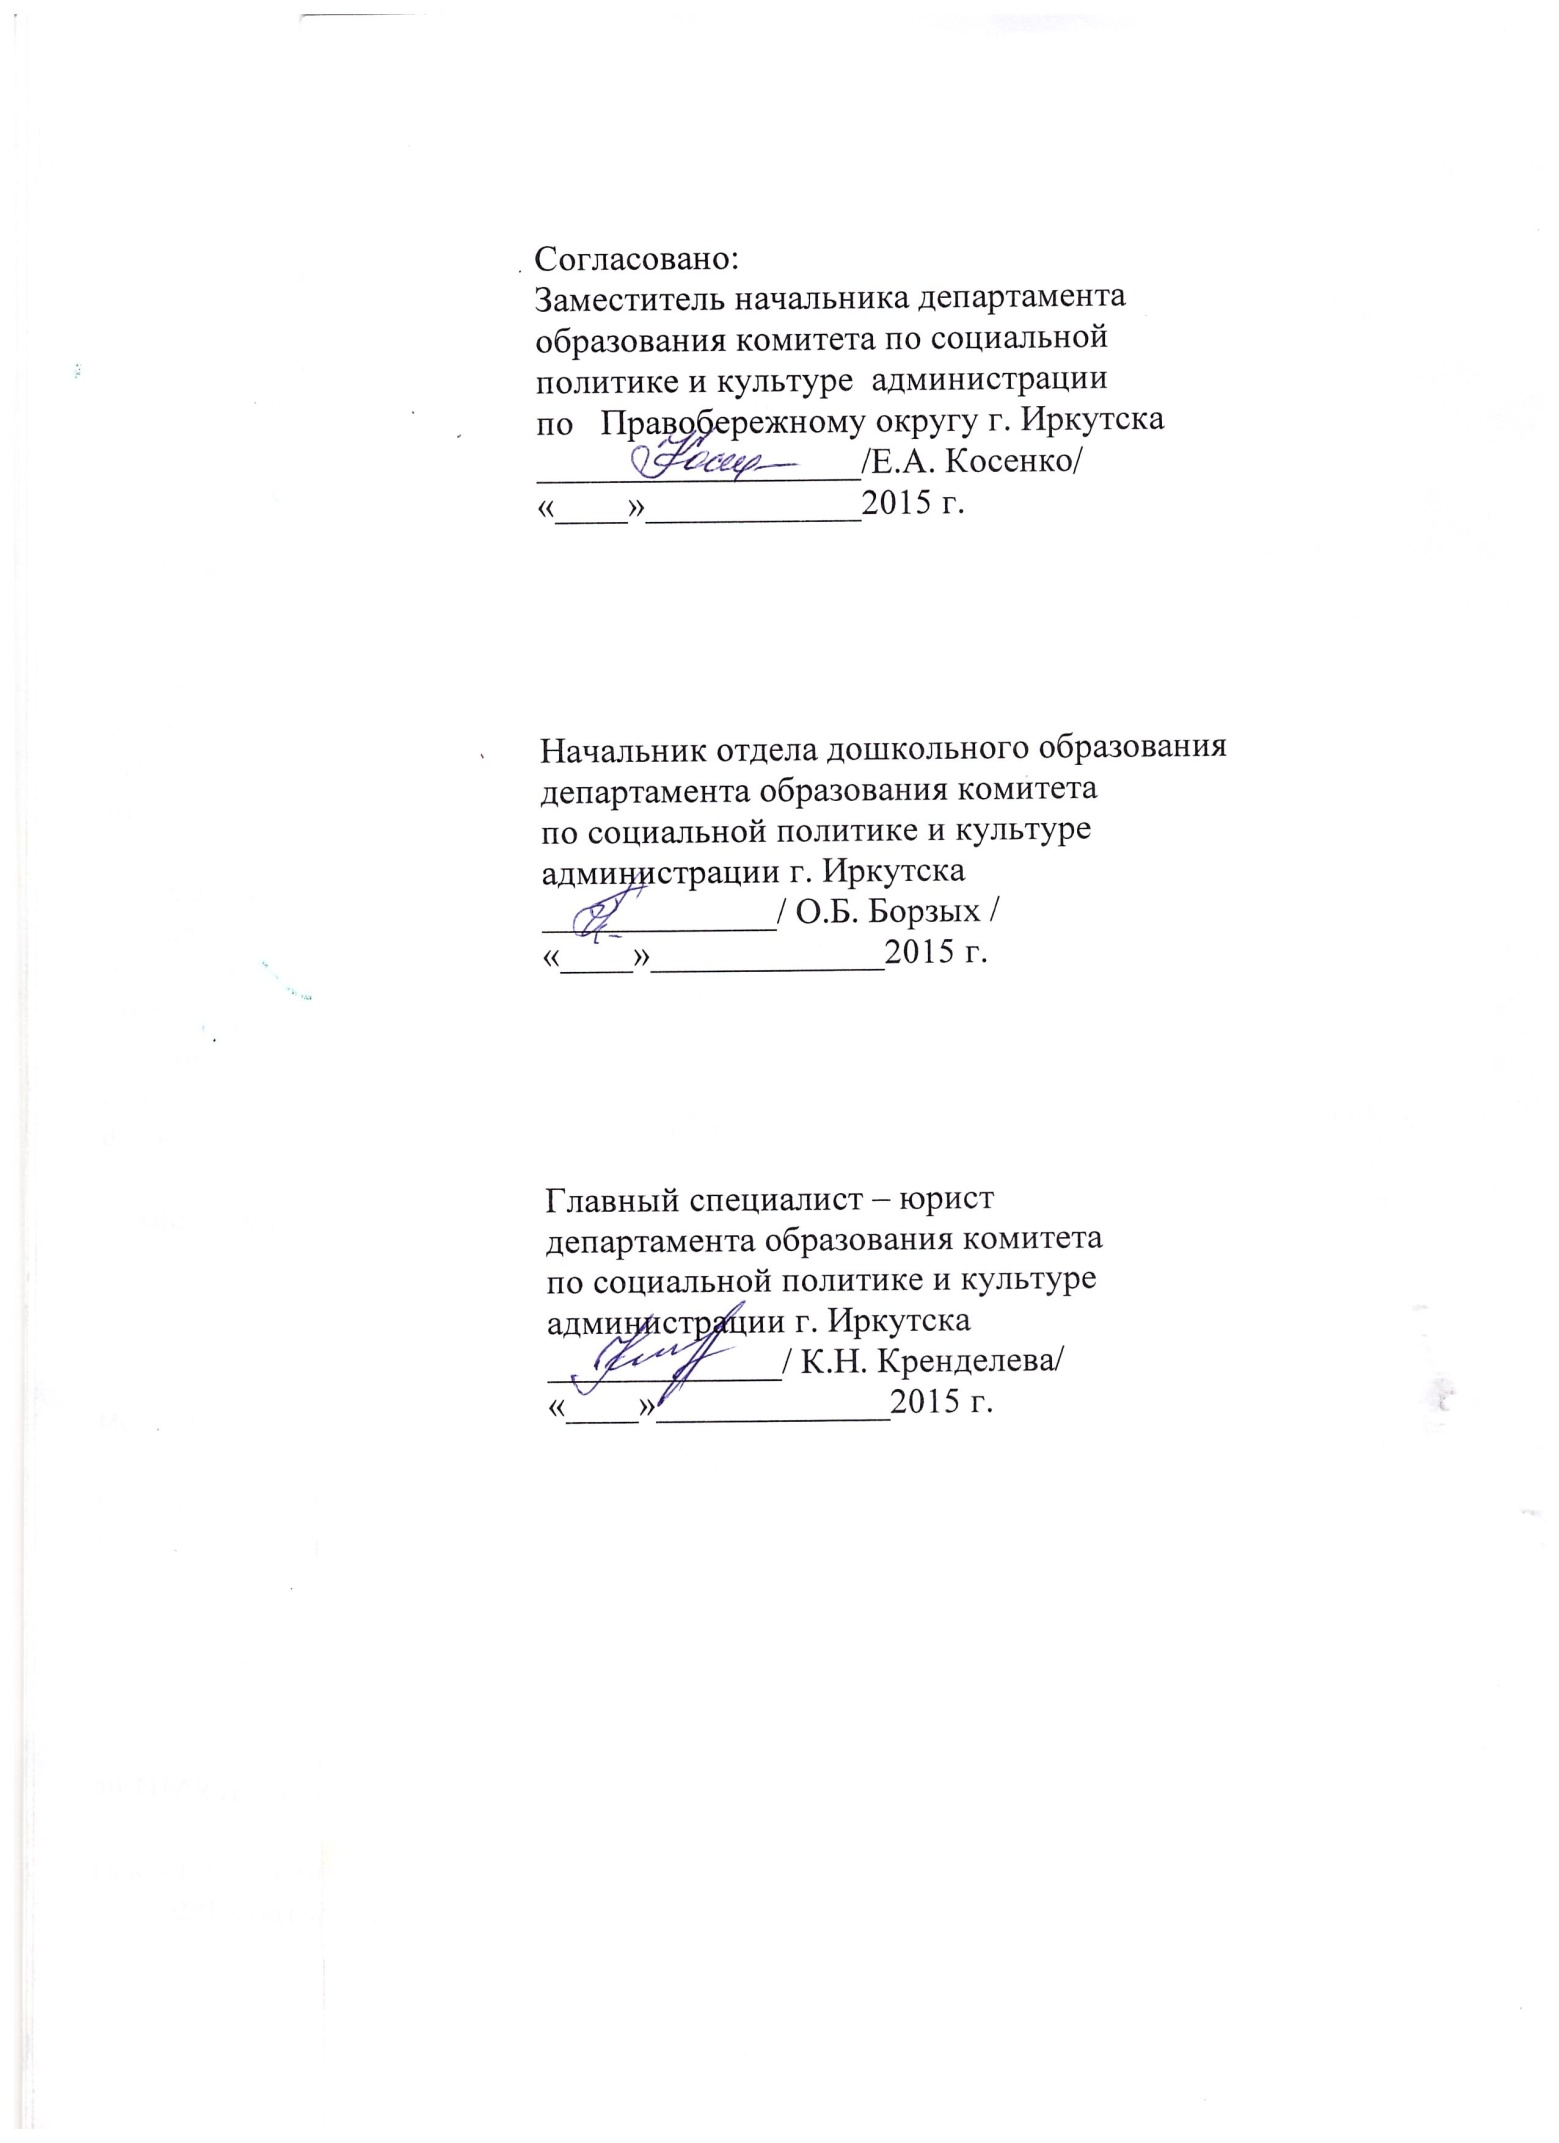 Согласовано:
Заместитель начальника департамента
образования комитета по социальной
политике и культуре  администрации
по   Правобережному округу г. Иркутска
__________________/Е.А. Косенко/
«____»____________2015 г.
Начальник отдела дошкольного образования
департамента образования комитета
по социальной политике и культуре
администрации г. Иркутска
_____________/ О.Б. Борзых /
«____»_____________2015 г.
Главный специалист – юрист
департамента образования комитета
по социальной политике и культуре
администрации г. Иркутска
_____________/ К.Н. Кренделева/
«____»_____________2015 г.